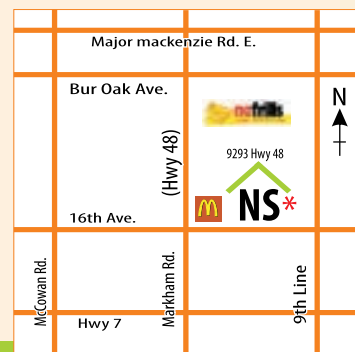 Major mackenzie Rd. E.
Bur Oak Ave.
N
nofrills
(Hwy 48)
9293 Hwy 48
M
NS*
16th Ave.
McCowan Rd.
Markham Rd.
9th Line
Hwy 7